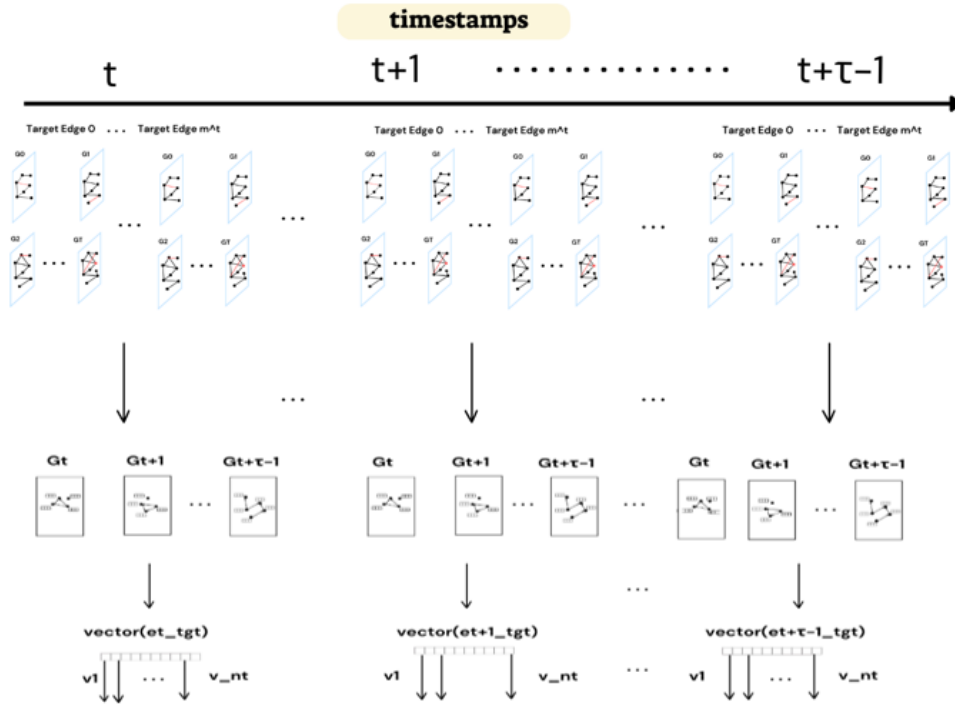 timestamps
t t+1 ............. t+τ-1
Target Edge 0 ... Target Edge m^t Target Edge 0 ... Target Edge m^t Target Edge 0 ... Target Edge m^t
G0 G1 G0 G1 G0 G1 G0 G1 G0 G1 G0 G1
... ... ... ... ...
G2 ... GT G2 ... GT G2 ... GT G2 ... GT G2 ... GT G2 ... GT
... ...
Gt Gt+1 Gt+τ-1 Gt Gt+1 Gt+τ-1 Gt Gt+1 Gt+τ-1
... ... ... ...
...
vector(et_tgt) vector(et+1_tgt) vector(et+τ-1_tgt)
v1 ... v_nt v1 v_nt ... v1 ... v_nt